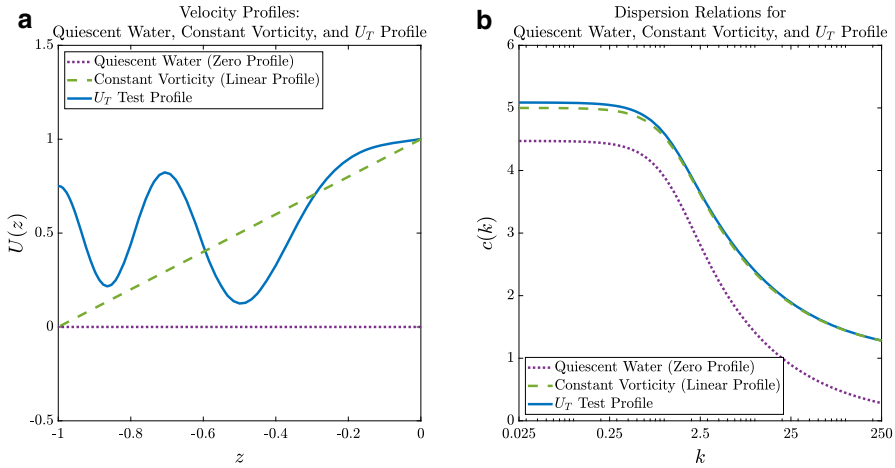 a
Velocity Profiles:
Quiescent Water, Constant Vorticity, and U_T Profile
1.5
1
0.5
0
-0.5
U(z)
Quiescent Water (Zero Profile)
Constant Vorticity (Linear Profile)
U_T Test Profile
-1
-0.8
-0.6
-0.4
-0.2
0
z
b
Dispersion Relations for
Quiescent Water, Constant Vorticity, and U_T Profile
6
5
4
3
2
1
0
c(k)
Quiescent Water (Zero Profile)
Constant Vorticity (Linear Profile)
U_T Test Profile
0.025
0.25
2.5
25
250
k